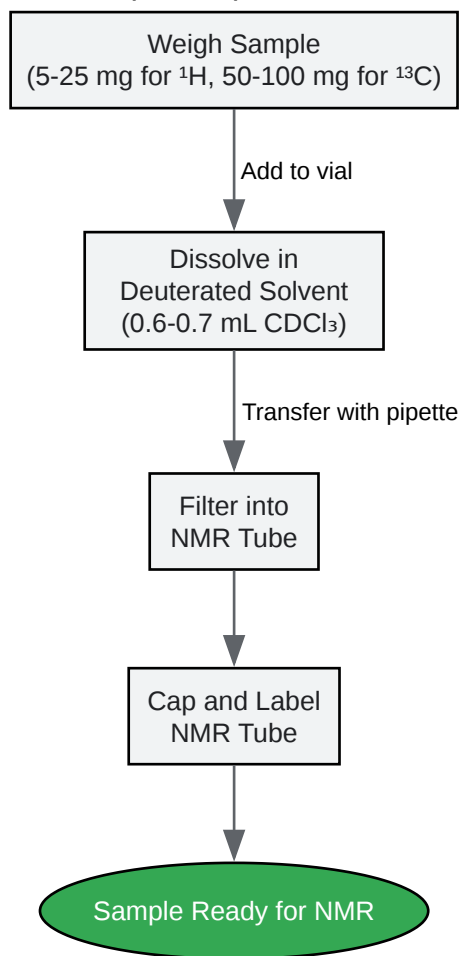 Weigh Sample
(5-25 mg for ¹H, 50-100 mg for ¹³C)
Add to vial
Dissolve in
Deuterated Solvent
(0.6-0.7 mL CDCl₃)
Transfer with pipette
Filter into
NMR Tube
Cap and Label
NMR Tube
Sample Ready for NMR